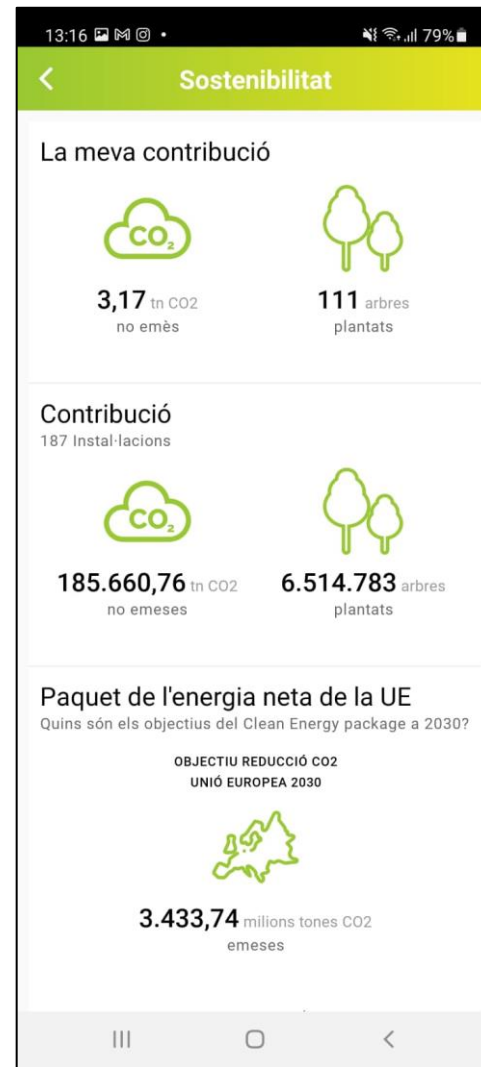 13:16
79%
Sostenibilitat
La meva contribució
CO2
3,17 tn CO2
no emès
111 arbres
plantats
Contribució
187 Instal·lacions
CO2
185.660,76 tn CO2
no emeses
6.514.783 arbres
plantats
Paquet de l'energia neta de la UE
Quins són els objectius del Clean Energy package a 2030?
OBJECTIU REDUCCIÓ CO2
UNIÓ EUROPEA 2030
3.433,74 milions tones CO2
emeses